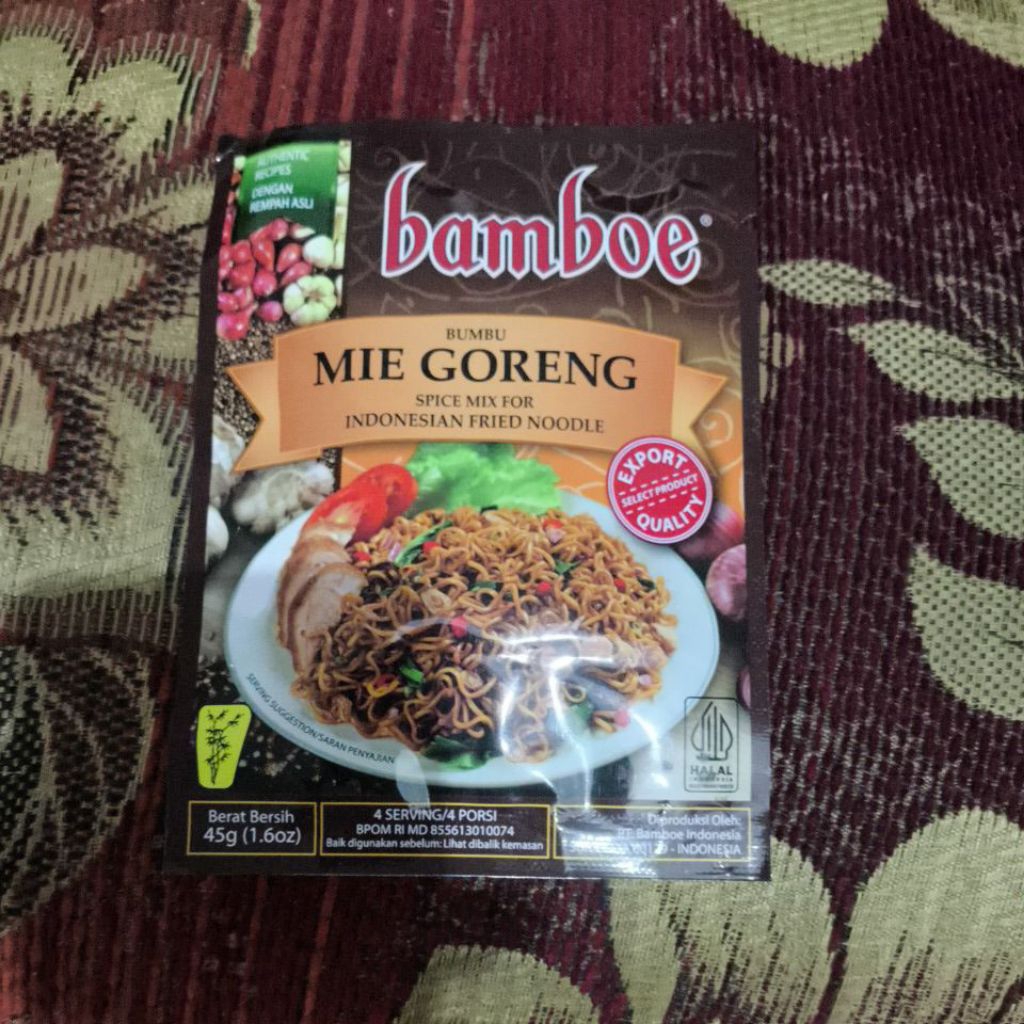 AUTHENTIC
RECIPES
DENGAN
REMPAH ASLI
bamboe®
BUMBU
MIE GORENG
SPICE MIX FOR
INDONESIAN FRIED NOODLE
EXPORT
SELECT PRODUCT
QUALITY
SERVING SUGGESTION/SARAN PENYAJIAN
HALAL
INDONESIA
Berat Bersih
45g (1.6oz)
4 SERVING/4 PORSI
BPOM RI MD 855613010074
Baik digunakan sebelum: Lihat dibalik kemasan
Diproduksi Oleh:
PT. Bamboe Indonesia
- INDONESIA